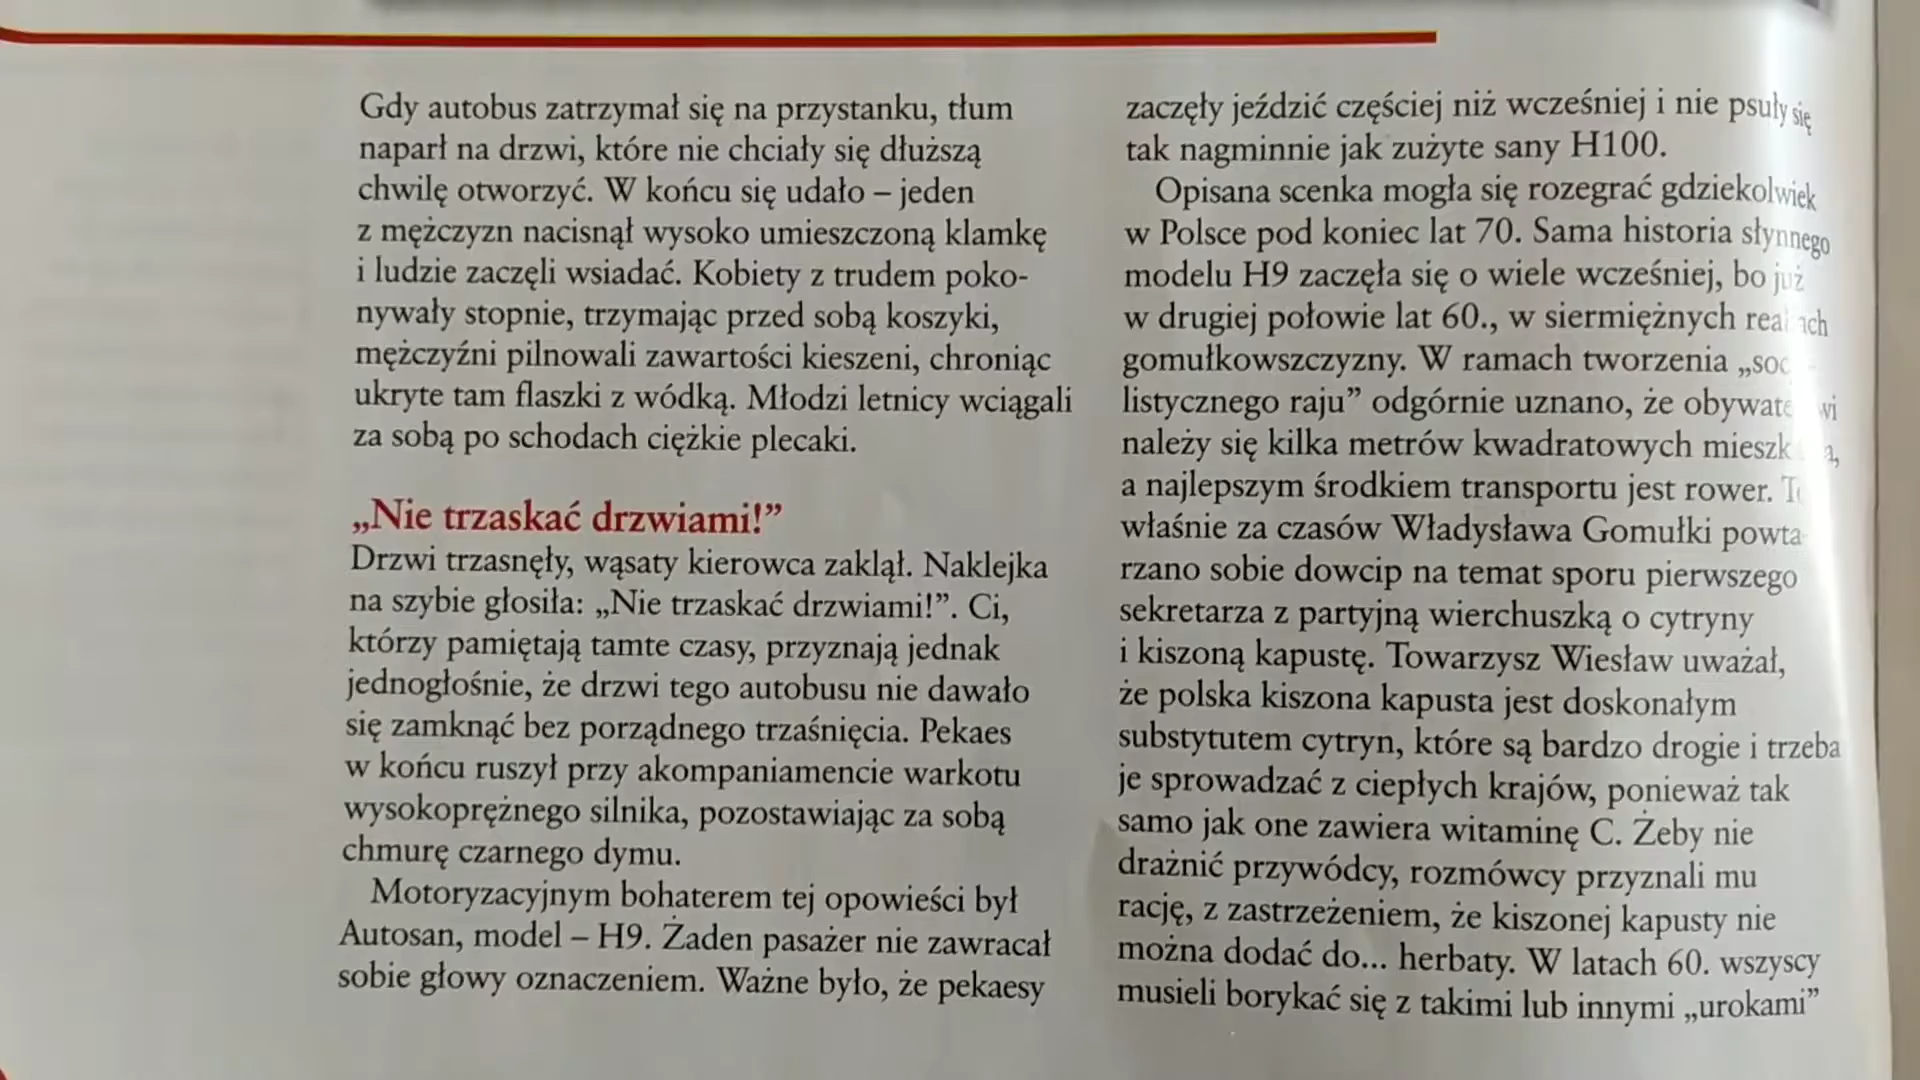 Gdy autobus zatrzymał się na przystanku, tłum
naparł na drzwi, które nie chciały się dłuższą
chwilę otworzyć. W końcu się udało – jeden
z mężczyzn nacisnął wysoko umieszczoną klamkę
i ludzie zaczęli wsiadać. Kobiety z trudem poko-
nywały stopnie, trzymając przed sobą koszyki,
mężczyźni pilnowali zawartości kieszeni, chroniąc
ukryte tam flaszki z wódką. Młodzi letnicy wciągali
za sobą po schodach ciężkie plecaki.
„Nie trzaskać drzwiami!”
Drzwi trzasnęły, wąsaty kierowca zaklął. Naklejka
na szybie głosiła: „Nie trzaskać drzwiami!”. Ci,
którzy pamiętają tamte czasy, przyznają jednak
jednogłośnie, że drzwi tego autobusu nie dawało
się zamknąć bez porządnego trzaśnięcia. Pekaes
w końcu ruszył przy akompaniamencie warkotu
wysokoprężnego silnika, pozostawiając za sobą
chmurę czarnego dymu.
Motoryzacyjnym bohaterem tej opowieści był
Autosan, model – H9. Żaden pasażer nie zawracał
sobie głowy oznaczeniem. Ważne było, że pekaesy
zaczęły jeździć częściej niż wcześniej i nie psuły się
tak nagminnie jak zużyte sany H100.
Opisana scenka mogła się rozegrać gdziekolwiek
w Polsce pod koniec lat 70. Sama historia słynnego
modelu H9 zaczęła się o wiele wcześniej, bo już
w drugiej połowie lat 60., w siermiężnych
gomułkowszczyzny. W ramach tworzenia
listycznego raju” odgórnie uznano, że
należy się kilka metrów kwadratowych
a najlepszym środkiem transportu jest rower.
właśnie za czasów Władysława Gomułki powta-
rzano sobie dowcip na temat sporu pierwszego
sekretarza z partyjną wierchuszką o cytryny
i kiszoną kapustę. Towarzysz Wiesław uważał,
że polska kiszona kapusta jest doskonałym
substytutem cytryn, które są bardzo drogie i trzeba
je sprowadzać z ciepłych krajów, ponieważ tak
samo jak one zawiera witaminę C. Żeby nie
drażnić przywódcy, rozmówcy przyznali mu
rację, z zastrzeżeniem, że kiszonej kapusty nie
można dodać do... herbaty. W latach 60. wszyscy
musieli borykać się z takimi lub innymi „urokami”